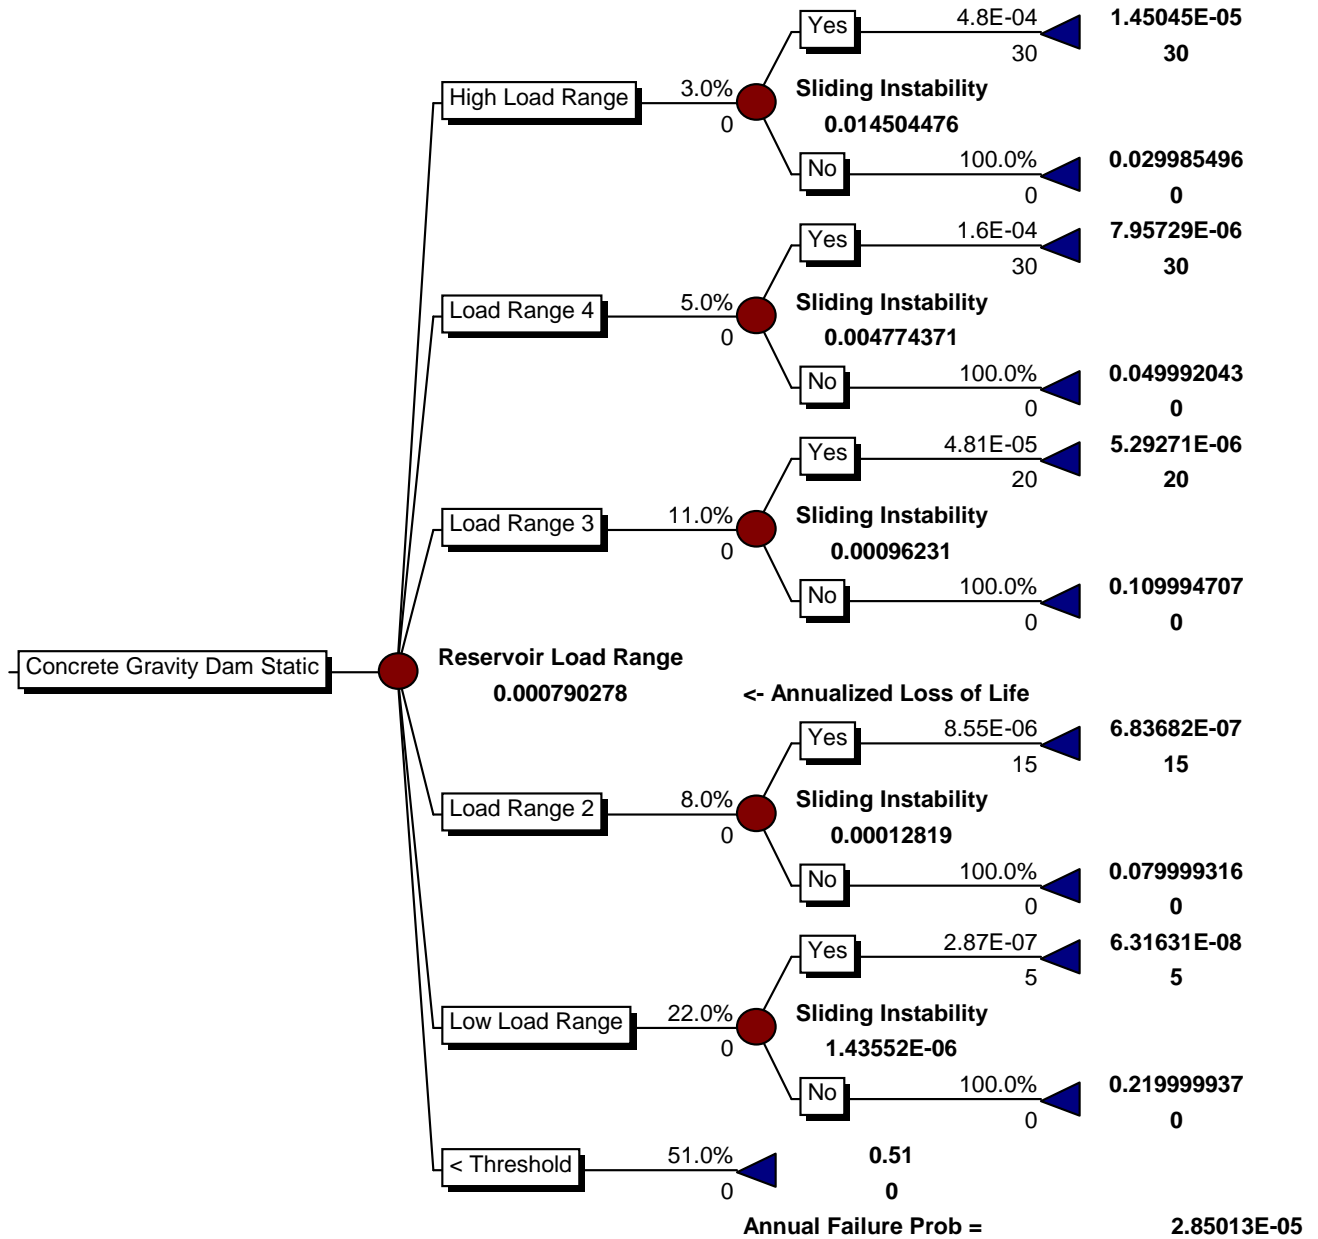 Yes
4.8E-04
1.45045E-05
30
30
High Load Range
3.0%
Sliding Instability
0
0.014504476
No
100.0%
0.029985496
0
0
Yes
1.6E-04
7.95729E-06
30
30
Load Range 4
5.0%
Sliding Instability
0
0.004774371
No
100.0%
0.049992043
0
0
Yes
4.81E-05
5.29271E-06
20
20
Load Range 3
11.0%
Sliding Instability
0
0.00096231
No
100.0%
0.109994707
0
0
Concrete Gravity Dam Static
Reservoir Load Range
0.000790278
<- Annualized Loss of Life
Yes
8.55E-06
6.83682E-07
15
15
Load Range 2
8.0%
Sliding Instability
0
0.00012819
No
100.0%
0.079999316
0
0
Yes
2.87E-07
6.31631E-08
5
5
Low Load Range
22.0%
Sliding Instability
0
1.43552E-06
No
100.0%
0.219999937
0
0
< Threshold
51.0%
0.51
0
0
Annual Failure Prob =
2.85013E-05